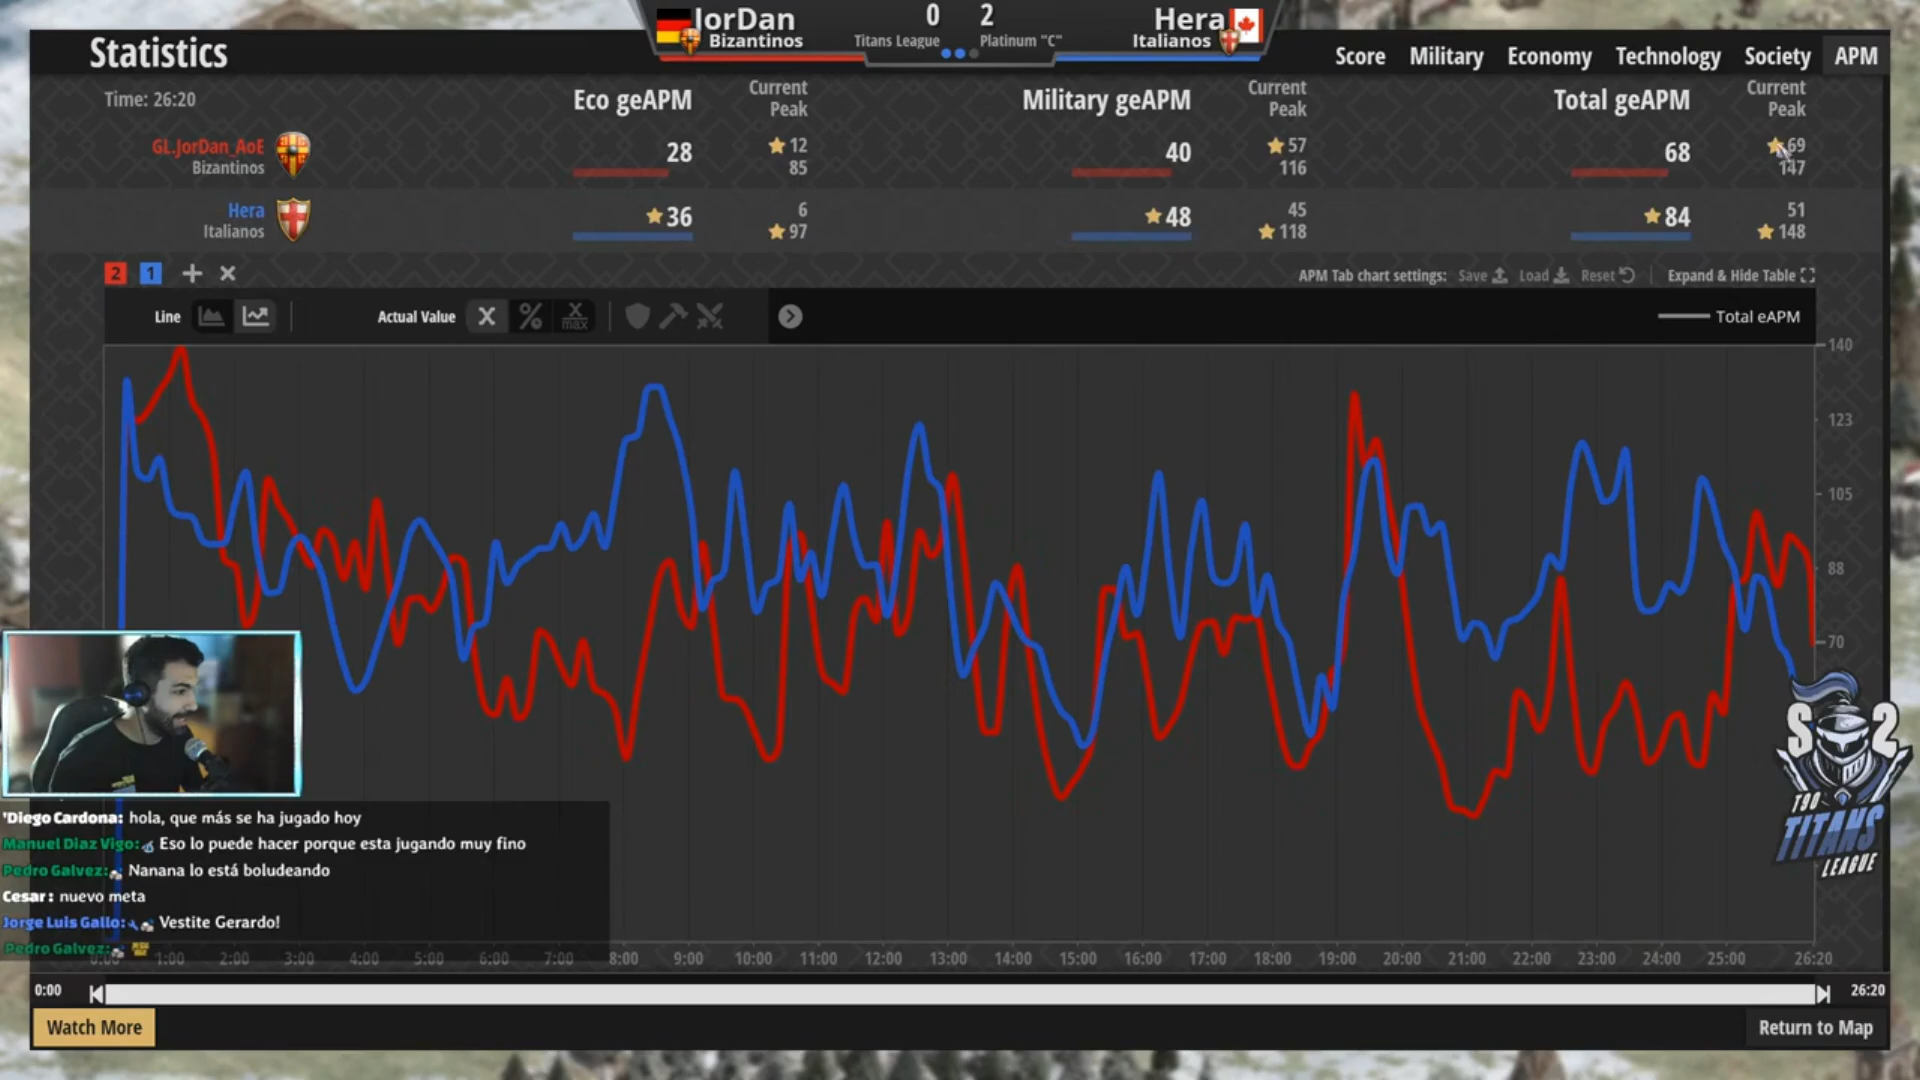 JorDan
Bizantinos
0 2
Titans League Platinum "C"
Hera
Italianos
Statistics
Score Military Economy Technology Society APM
Time: 26:20
Eco geAPM
Current
Peak
Military geAPM
Current
Peak
Total geAPM
Current
Peak
GL.JorDan_AoE
Bizantinos
28
12
85
40
57
116
68
69
147
Hera
Italianos
36
6
97
48
45
118
84
51
148
2 1
APM Tab chart settings: Save Load Reset Expand & Hide Table
Line Actual Value X % X max
Total eAPM
140
123
105
88
70
S 2
T90
TITANS
LEAGUE
'Diego Cardona: hola, que más se ha jugado hoy
Manuel Diaz Vigo: Eso lo puede hacer porque esta jugando muy fino
Pedro Galvez: Nanana lo está boludeando
Cesar: nuevo meta
Jorge Luis Gallo: Vestite Gerardo!
Pedro Galvez:
0:00 1:00 2:00 3:00 4:00 5:00 6:00 7:00 8:00 9:00 10:00 11:00 12:00 13:00 14:00 15:00 16:00 17:00 18:00 19:00 20:00 21:00 22:00 23:00 24:00 25:00 26:20
0:00 26:20
Watch More
Return to Map